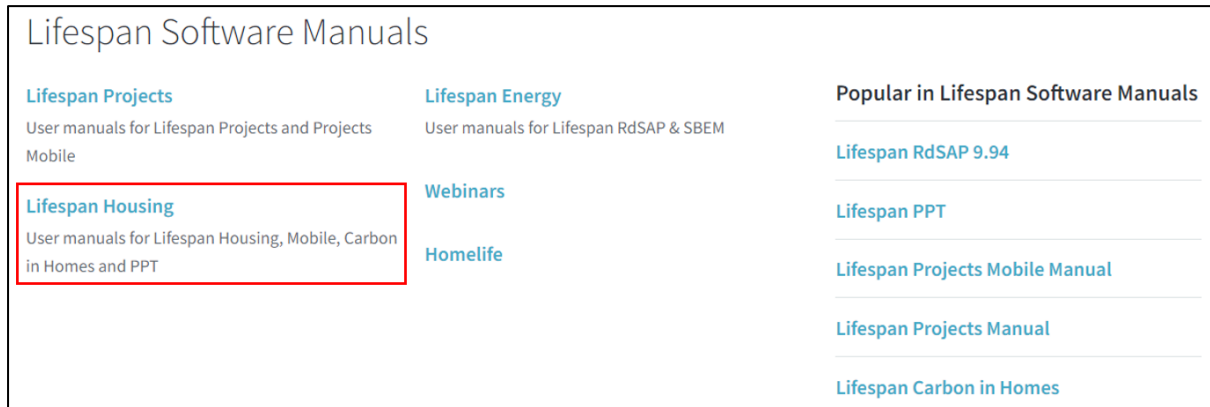 Lifespan Software Manuals
Lifespan Projects
User manuals for Lifespan Projects and Projects
Mobile
Lifespan Housing
User manuals for Lifespan Housing, Mobile, Carbon
in Homes and PPT
Lifespan Energy
User manuals for Lifespan RdSAP & SBEM
Webinars
Homelife
Popular in Lifespan Software Manuals
Lifespan RdSAP 9.94
Lifespan PPT
Lifespan Projects Mobile Manual
Lifespan Projects Manual
Lifespan Carbon in Homes